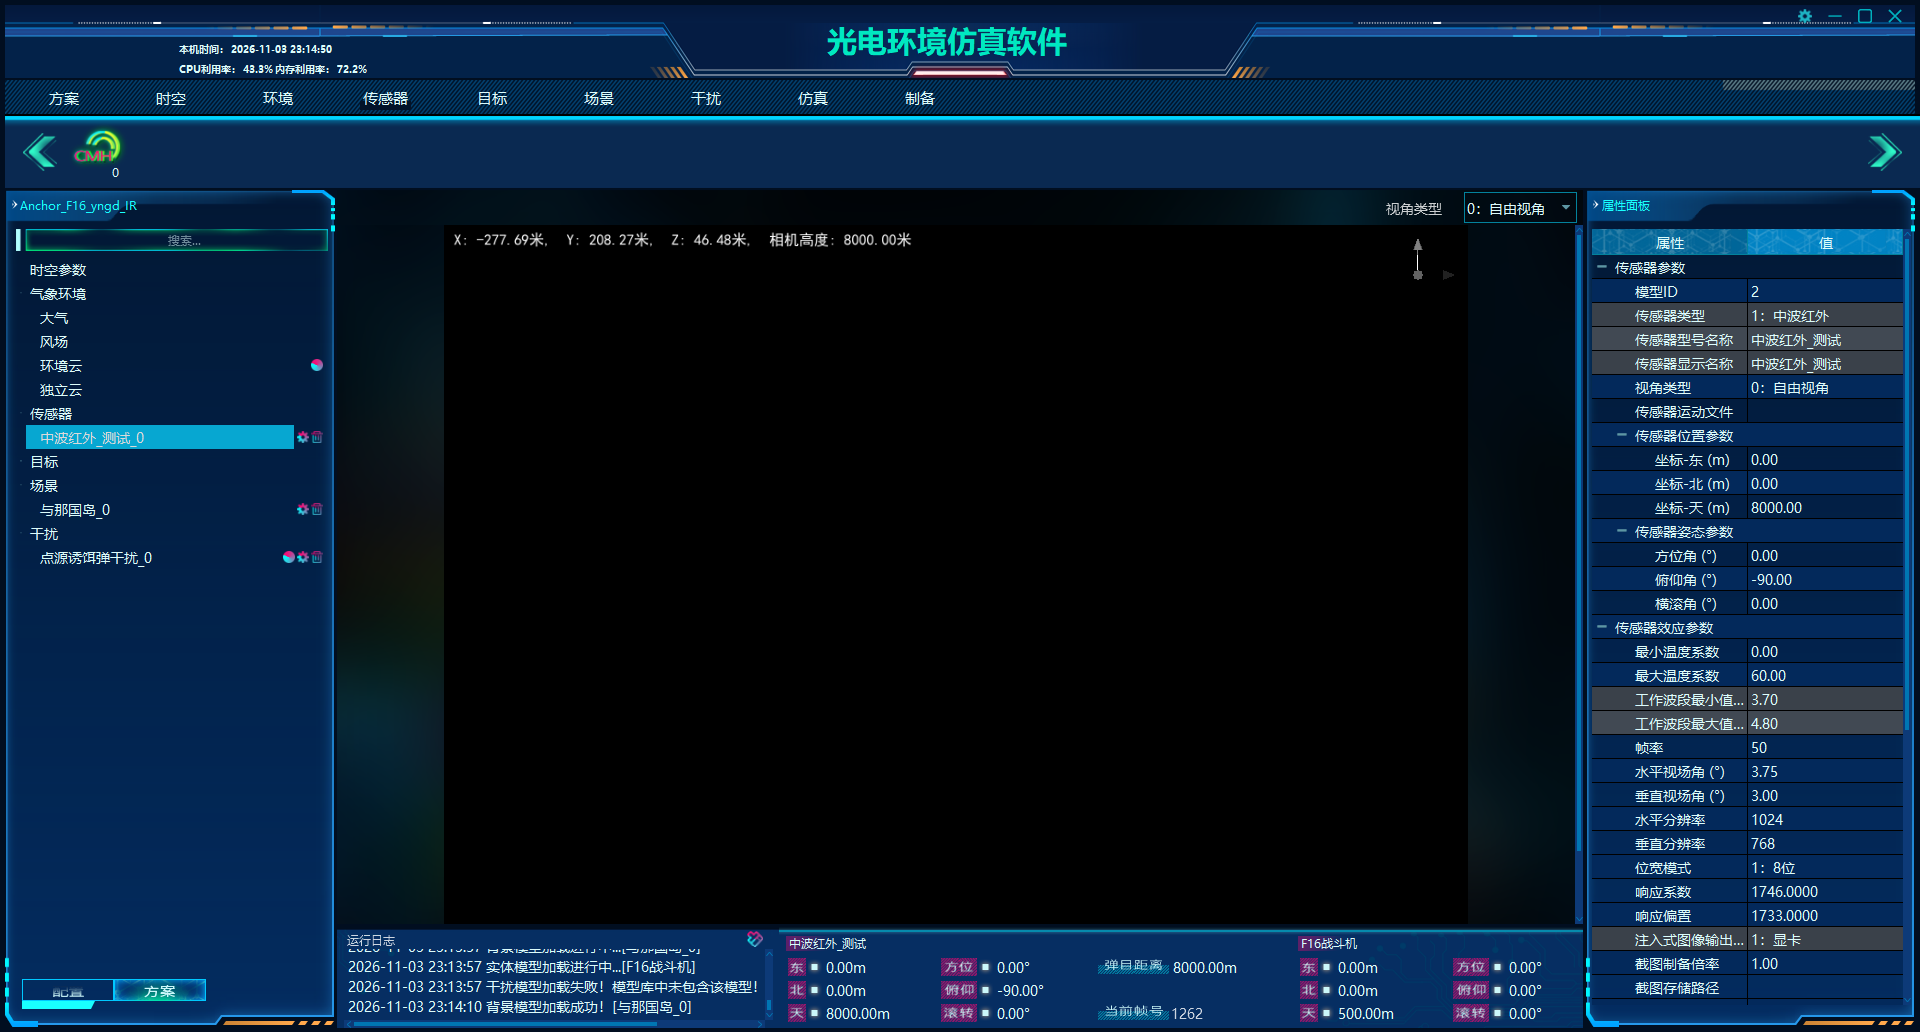 光电环境仿真软件
本机时间: 2026-11-03 23:14:50
CPU利用率: 43.3% 内存利用率: 72.2%
方案 时空 环境 传感器 目标 场景 干扰 仿真 制备
CMH
0
Anchor_F16_yngd_IR
搜索...
时空参数
气象环境
大气
风场
环境云
独立云
传感器
中波红外_测试_0
目标
场景
与那国岛_0
干扰
点源诱饵弹干扰_0
配置 方案
视角类型 0: 自由视角
X: -277.69米, Y: 208.27米, Z: 46.48米, 相机高度: 8000.00米
运行日志
2026-11-03 23:13:57 背景模型加载进行中...[与那国岛_0]
2026-11-03 23:13:57 实体模型加载进行中...[F16战斗机]
2026-11-03 23:13:57 干扰模型加载失败! 模型库中未包含该模型!
2026-11-03 23:14:10 背景模型加载成功! [与那国岛_0]
中波红外_测试
东 0.00m 方位 0.00° 弹目距离 8000.00m
北 0.00m 俯仰 -90.00°
天 8000.00m 滚转 0.00° 当前帧号 1262
F16战斗机
东 0.00m 方位 0.00°
北 0.00m 俯仰 0.00°
天 500.00m 滚转 0.00°
属性面板
属性 值
传感器参数
模型ID 2
传感器类型 1: 中波红外
传感器型号名称 中波红外_测试
传感器显示名称 中波红外_测试
视角类型 0: 自由视角
传感器运动文件
传感器位置参数
坐标-东 (m) 0.00
坐标-北 (m) 0.00
坐标-天 (m) 8000.00
传感器姿态参数
方位角 (°) 0.00
俯仰角 (°) -90.00
横滚角 (°) 0.00
传感器效应参数
最小温度系数 0.00
最大温度系数 60.00
工作波段最小值... 3.70
工作波段最大值... 4.80
帧率 50
水平视场角 (°) 3.75
垂直视场角 (°) 3.00
水平分辨率 1024
垂直分辨率 768
位宽模式 1: 8位
响应系数 1746.0000
响应偏置 1733.0000
注入式图像输出... 1: 显卡
截图制备倍率 1.00
截图存储路径